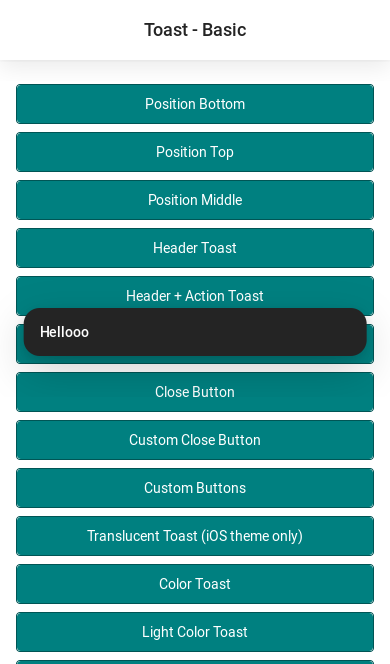 Toast - Basic
Position Bottom
Position Top
Position Middle
Header Toast
Header + Action Toast
Hellooo
Close Button
Custom Close Button
Custom Buttons
Translucent Toast (iOS theme only)
Color Toast
Light Color Toast